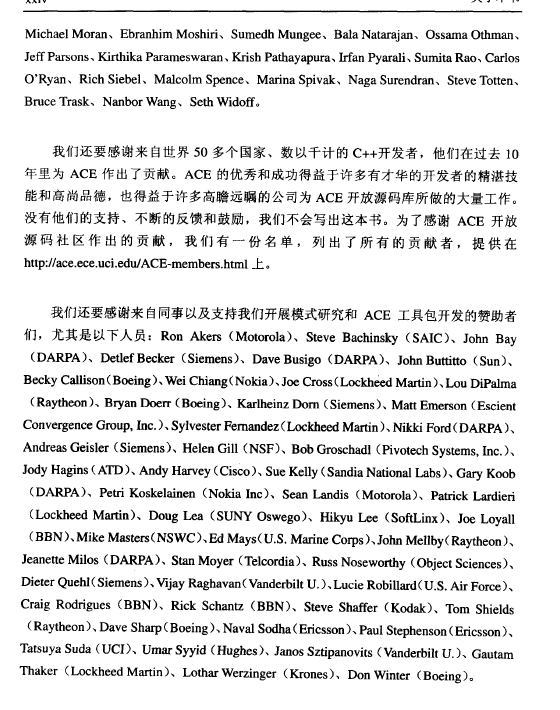 xxiv
Michael Moran、Ebranhim Moshiri、Sumedh Mungee、Bala Natarajan、Ossama Othman、
Jeff Parsons、Kirthika Parameswaran、Krish Pathayapura、Irfan Pyarali、Sumita Rao、Carlos
O'Ryan、Rich Siebel、Malcolm Spence、Marina Spivak、Naga Surendran、Steve Totten、
Bruce Trask、Nanbor Wang、Seth Widoff。
我们还要感谢来自世界 50 多个国家、数以千计的 C++开发者，他们在过去 10
年里为 ACE 作出了贡献。ACE 的优秀和成功得益于许多有才华的开发者的精湛技
能和高尚品德，也得益于许多高瞻远瞩的公司为 ACE 开放源码库所做的大量工作。
没有他们的支持、不断的反馈和鼓励，我们不会写出这本书。为了感谢 ACE 开放
源码社区作出的贡献，我们有一份名单，列出了所有的贡献者，提供在
http://ace.ece.uci.edu/ACE-members.html 上。
我们还要感谢来自同事以及支持我们开展模式研究和 ACE 工具包开发的赞助者
们，尤其是以下人员：Ron Akers（Motorola）、Steve Bachinsky（SAIC）、John Bay
（DARPA）、Detlef Becker（Siemens）、Dave Busigo（DARPA）、John Buttitto（Sun）、
Becky Callison（Boeing）、Wei Chiang（Nokia）、Joe Cross（Lockheed Martin）、Lou DiPalma
（Raytheon）、Bryan Doerr（Boeing）、Karlheinz Dorn（Siemens）、Matt Emerson（Escient
Convergence Group, Inc.）、Sylvester Fernandez（Lockheed Martin）、Nikki Ford（DARPA）、
Andreas Geisler（Siemens）、Helen Gill（NSF）、Bob Groschadl（Pivotech Systems, Inc.）、
Jody Hagins（ATD）、Andy Harvey（Cisco）、Sue Kelly（Sandia National Labs）、Gary Koob
（DARPA）、Petri Koskelainen（Nokia Inc）、Sean Landis（Motorola）、Patrick Lardieri
（Lockheed Martin）、Doug Lea（SUNY Oswego）、Hikyu Lee（SoftLinx）、Joe Loyall
（BBN）、Mike Masters（NSWC）、Ed Mays（U.S. Marine Corps）、John Mellby（Raytheon）、
Jeanette Milos（DARPA）、Stan Moyer（Telcordia）、Russ Noseworthy（Object Sciences）、
Dieter Quehl（Siemens）、Vijay Raghavan（Vanderbilt U.）、Lucie Robillard（U.S. Air Force）、
Craig Rodrigues（BBN）、Rick Schantz（BBN）、Steve Shaffer（Kodak）、Tom Shields
（Raytheon）、Dave Sharp（Boeing）、Naval Sodha（Ericsson）、Paul Stephenson（Ericsson）、
Tatsuya Suda（UCI）、Umar Syyid（Hughes）、Janos Sztipanovits（Vanderbilt U.）、Gautam
Thaker（Lockheed Martin）、Lothar Werzinger（Krones）、Don Winter（Boeing）。